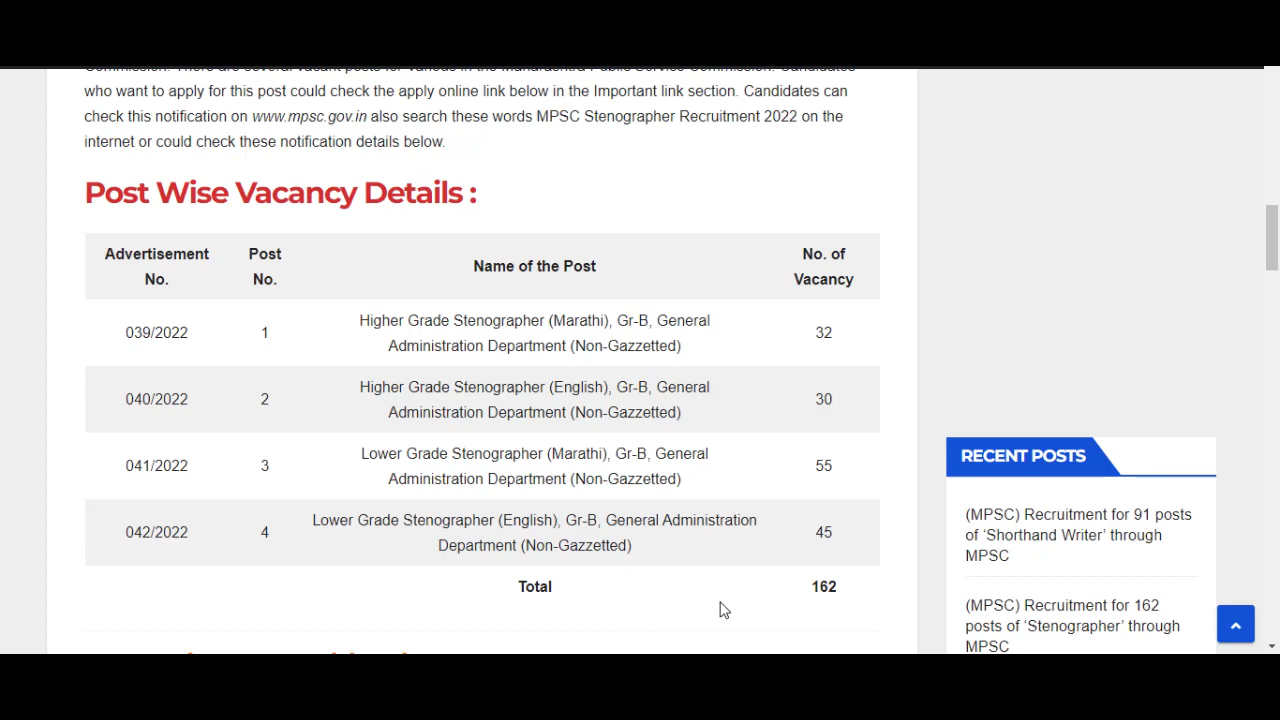 who want to apply for this post could check the apply online link below in the Important link section. Candidates can
check this notification on www.mpsc.gov.in also search these words MPSC Stenographer Recruitment 2022 on the
internet or could check these notification details below.
Post Wise Vacancy Details :
Advertisement No. Post No. Name of the Post No. of Vacancy
039/2022 1 Higher Grade Stenographer (Marathi), Gr-B, General
Administration Department (Non-Gazzetted) 32
040/2022 2 Higher Grade Stenographer (English), Gr-B, General
Administration Department (Non-Gazzetted) 30
041/2022 3 Lower Grade Stenographer (Marathi), Gr-B, General
Administration Department (Non-Gazzetted) 55
042/2022 4 Lower Grade Stenographer (English), Gr-B, General Administration
Department (Non-Gazzetted) 45
Total 162
RECENT POSTS
(MPSC) Recruitment for 91 posts
of ‘Shorthand Writer’ through
MPSC
(MPSC) Recruitment for 162
posts of ‘Stenographer’ through
MPSC